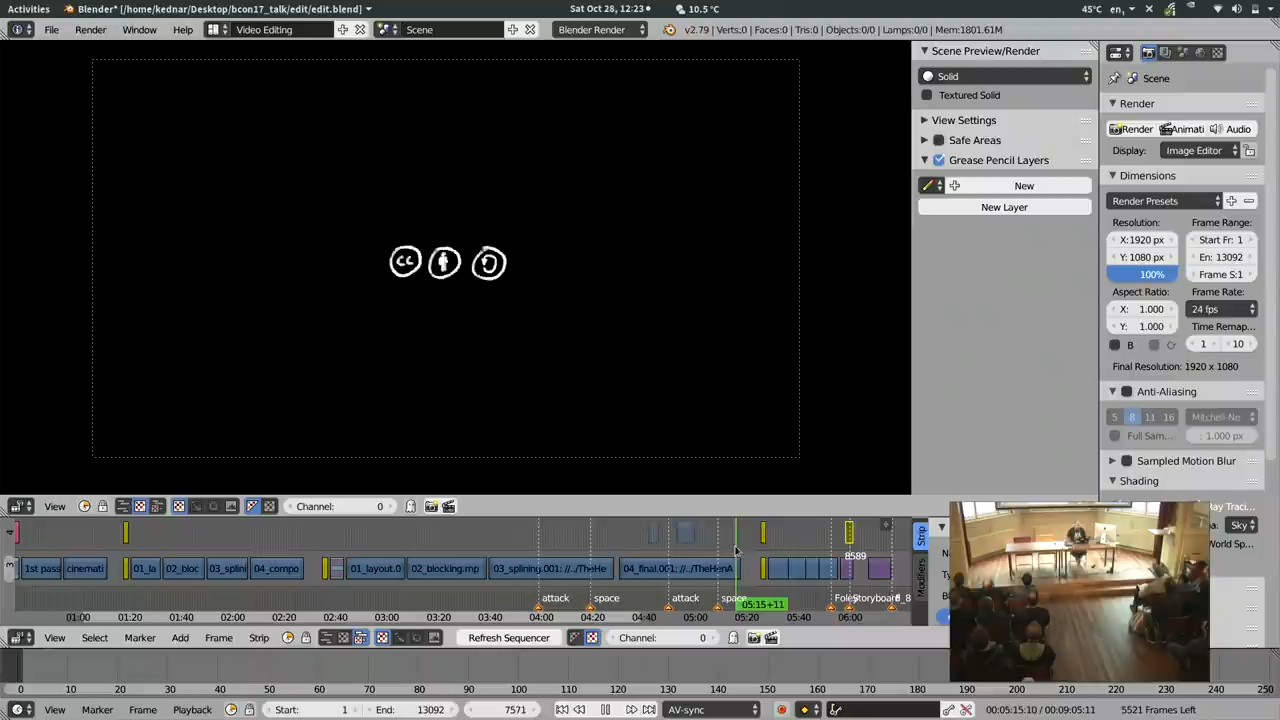 Activities Blender* [/home/kednar/Desktop/bcon17_talk/edit/edit.blend] Sat Oct 28, 12:23 10.5 °C 45°C en₁
File Render Window Help Video Editing Scene Blender Render v2.79 | Verts:0 | Faces:0 | Tris:0 | Objects:0/0 | Lamps:0/0 | Mem:1801.61M
Scene Preview/Render
Solid
Textured Solid
View Settings
Safe Areas
Grease Pencil Layers
New
New Layer
Scene
Render
Render Animati Audio
Display: Image Editor
Dimensions
Render Presets
Resolution: Frame Range:
X:1920 px Start Fr: 1
Y: 1080 px En: 13092
100% Frame S:1
Aspect Ratio: Frame Rate:
X: 1.000 24 fps
Y: 1.000 Time Remap...
B Cr 1 10
Final Resolution: 1920 x 1080
Anti-Aliasing
5 8 11 16 Mitchell-Ne
Full Sam... : 1.000 px
Sampled Motion Blur
Shading
cc
View Channel: 0
Strip
Modifiers
4
3
1st pass cinemati 01_la 02_bloc 03_splini 04_compo 01_layout.0 02_blocking.mp 03_splining.001: //../TheHe 04_final.001: //../TheHenA 8589
attack space attack space Foley Storyboard
01:00 01:20 01:40 02:00 02:20 02:40 03:00 03:20 03:40 04:00 04:20 04:40 05:00 05:20 05:40 06:00
05:15+11
View Select Marker Add Frame Strip Refresh Sequencer Channel: 0
0 10 20 30 40 50 60 70 80 90 100 110 120 130 140 150 160 170 180 190 200 210 220 230 240 250
View Marker Frame Playback Start: 1 End: 13092 7571 AV-sync 00:05:15.10 / 00:09:05.11 5521 Frames Left